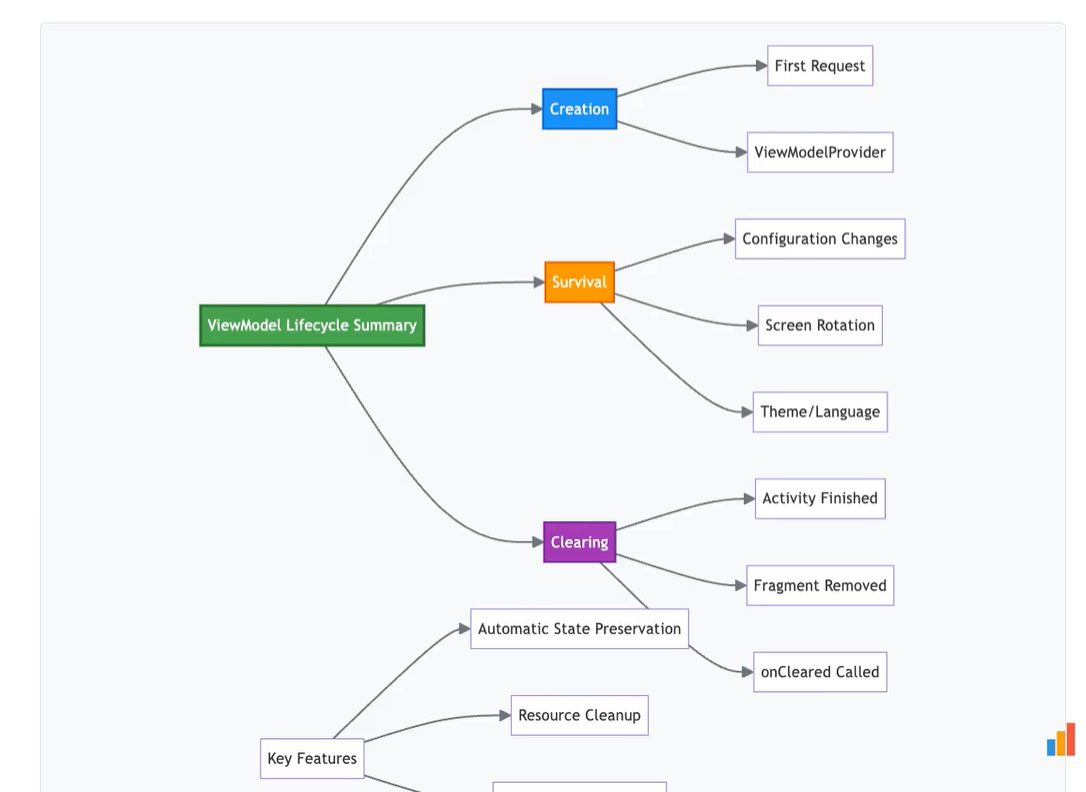 First Request
Creation
ViewModelProvider
Configuration Changes
Survival
ViewModel Lifecycle Summary
Screen Rotation
Theme/Language
Activity Finished
Clearing
Fragment Removed
Automatic State Preservation
onCleared Called
Resource Cleanup
Key Features